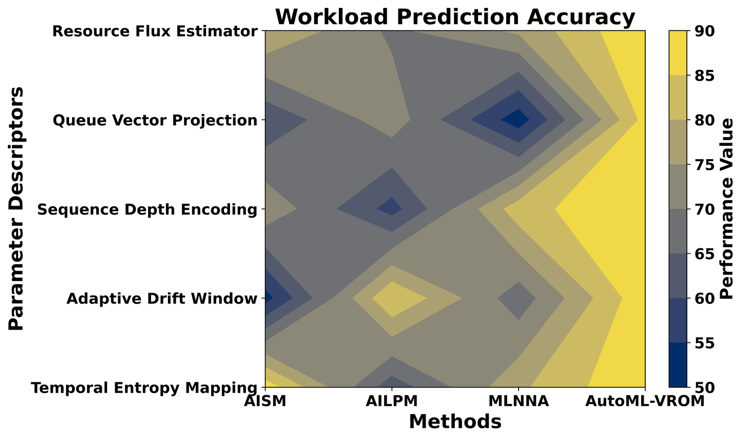 Workload Prediction Accuracy
Parameter Descriptors
Resource Flux Estimator
Queue Vector Projection
Sequence Depth Encoding
Adaptive Drift Window
Temporal Entropy Mapping
AISM
AILPM
MLNNA
AutoML-VROM
Methods
90
85
80
75
70
65
60
55
50
Performance Value